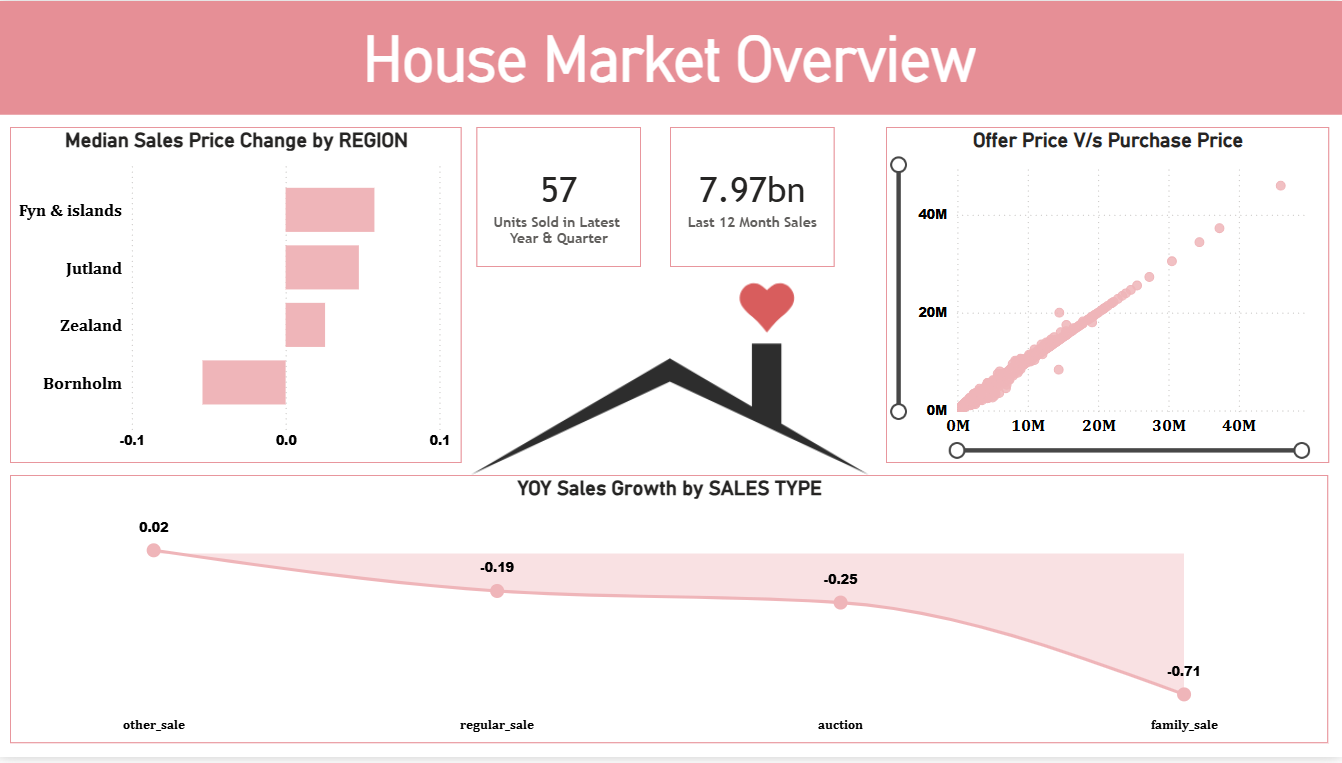 House Market Overview
Median Sales Price Change by REGION
Fyn & islands
Jutland
Zealand
Bornholm
-0.1
0.0
0.1
57
Units Sold in Latest
Year & Quarter
7.97bn
Last 12 Month Sales
Offer Price V/s Purchase Price
40M
20M
0M
0M
10M
20M
30M
40M
YOY Sales Growth by SALES TYPE
0.02
-0.19
-0.25
-0.71
other_sale
regular_sale
auction
family_sale